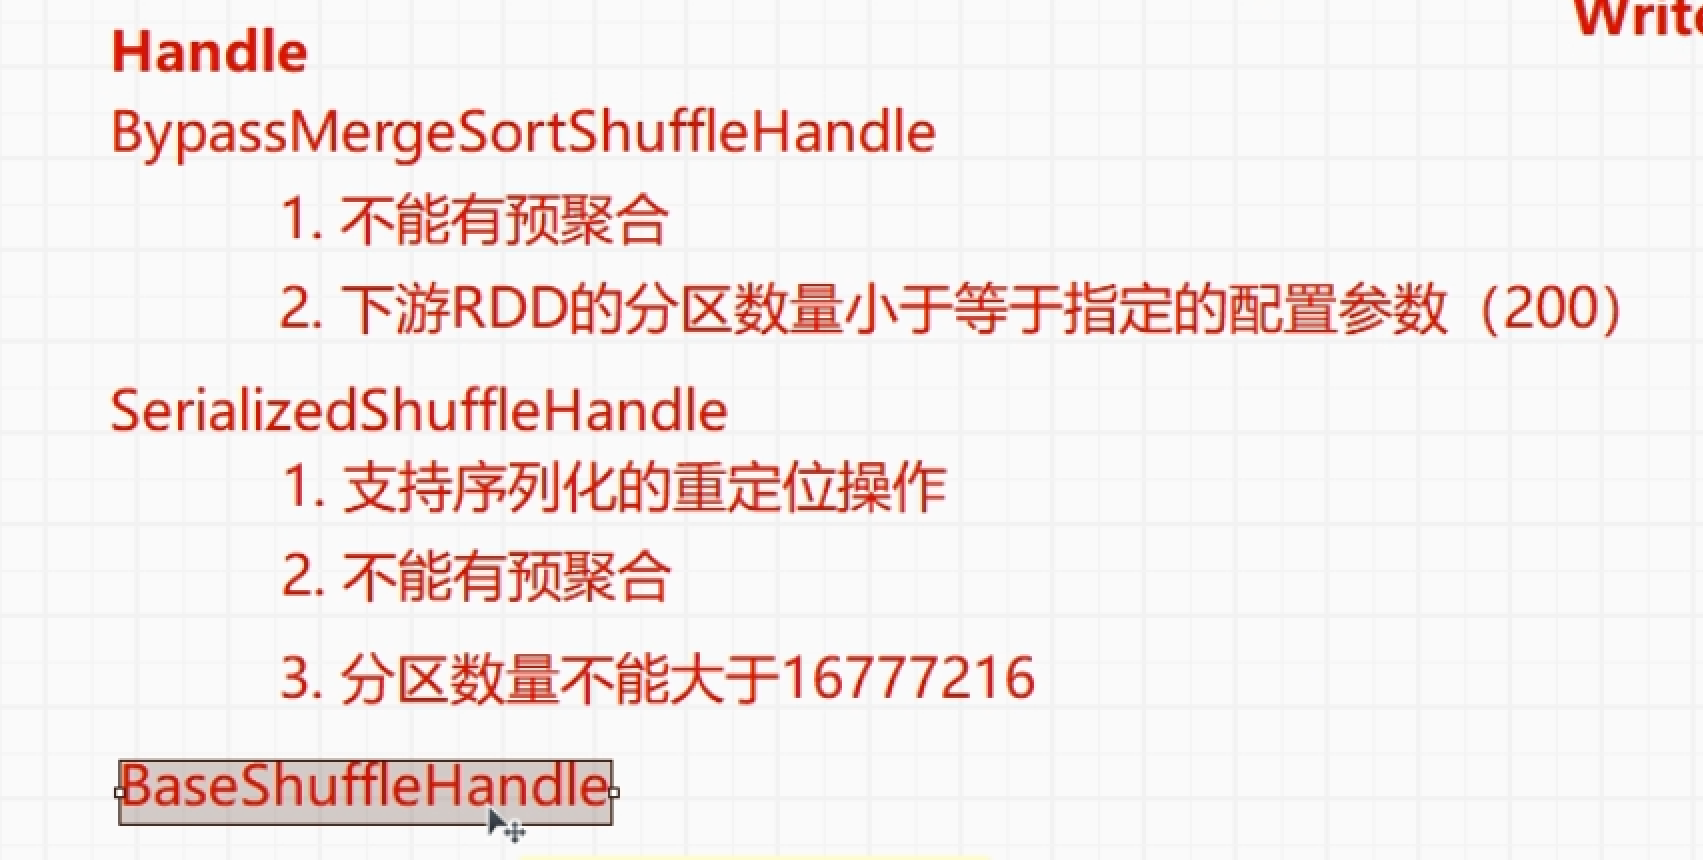 Handle
BypassMergeSortShuffleHandle
1. 不能有预聚合
2. 下游RDD的分区数量小于等于指定的配置参数（200）
SerializedShuffleHandle
1. 支持序列化的重定位操作
2. 不能有预聚合
3. 分区数量不能大于16777216
BaseShuffleHandle